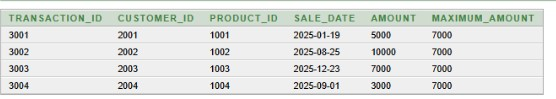 TRANSACTION_ID CUSTOMER_ID PRODUCT_ID SALE_DATE AMOUNT MAXIMUM_AMOUNT
3001 2001 1001 2025-01-19 5000 7000
3002 2002 1002 2025-08-25 10000 7000
3003 2003 1003 2025-12-23 7000 7000
3004 2004 1004 2025-09-01 3000 7000